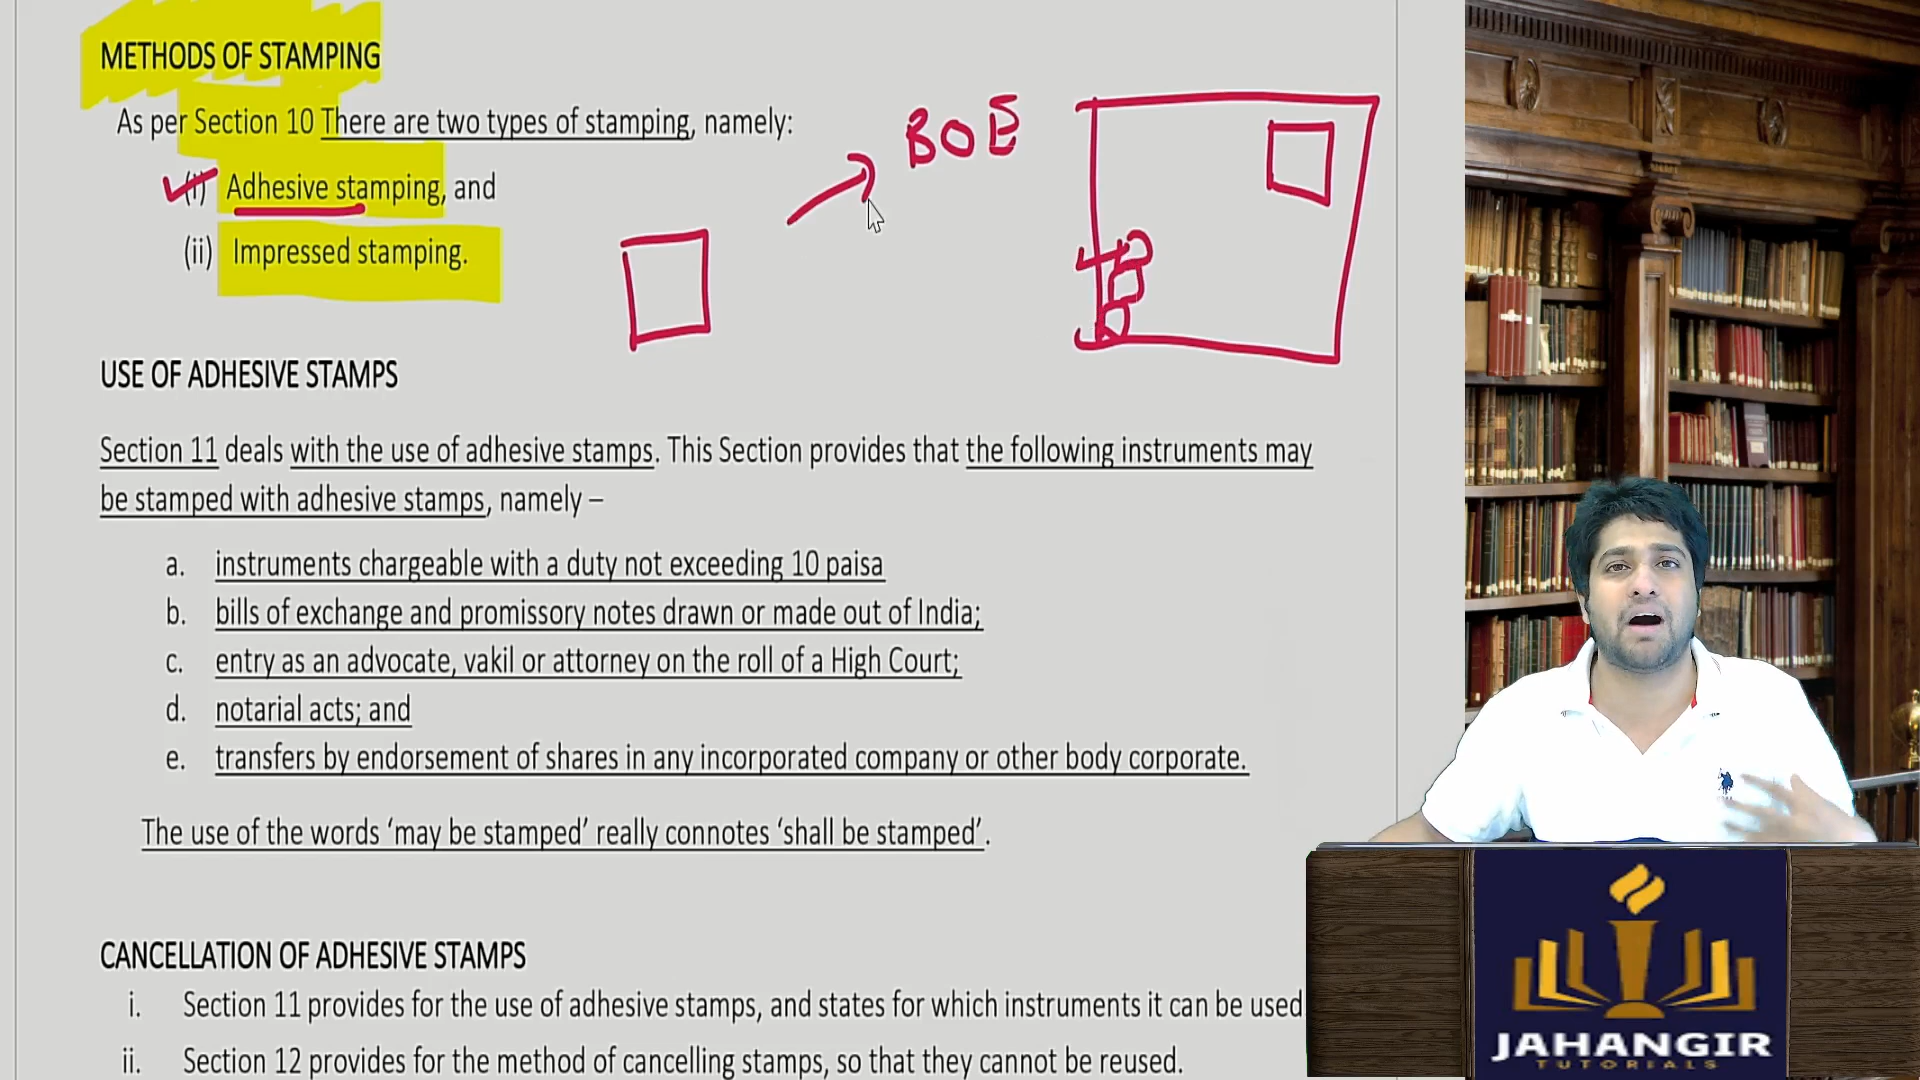 METHODS OF STAMPING
As per Section 10 There are two types of stamping, namely:
BOE
(i) Adhesive stamping, and
(ii) Impressed stamping.
USE OF ADHESIVE STAMPS
Section 11 deals with the use of adhesive stamps. This Section provides that the following instruments may
be stamped with adhesive stamps, namely –
a. instruments chargeable with a duty not exceeding 10 paisa
b. bills of exchange and promissory notes drawn or made out of India;
c. entry as an advocate, vakil or attorney on the roll of a High Court;
d. notarial acts; and
e. transfers by endorsement of shares in any incorporated company or other body corporate.
The use of the words ‘may be stamped’ really connotes ‘shall be stamped’.
CANCELLATION OF ADHESIVE STAMPS
i. Section 11 provides for the use of adhesive stamps, and states for which instruments it can be used
ii. Section 12 provides for the method of cancelling stamps, so that they cannot be reused.
JAHANGIR
TUTORIALS